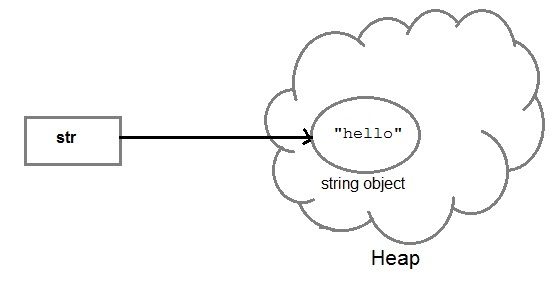 str
"hello"
string object
Heap